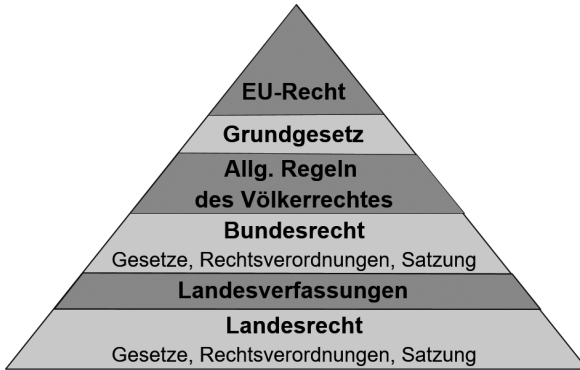 EU-Recht
Grundgesetz
Allg. Regeln
des Völkerrechtes
Bundesrecht
Gesetze, Rechtsverordnungen, Satzung
Landesverfassungen
Landesrecht
Gesetze, Rechtsverordnungen, Satzung